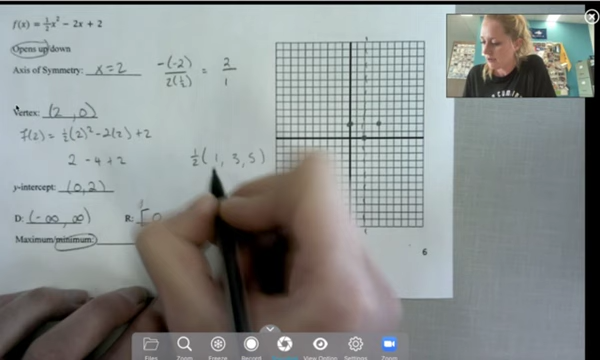 f(x) = ½x² − 2x + 2
Opens up/down
Axis of Symmetry: x=2   -(-2)/2(½) = 2/1
Vertex: (2, 0)
f(2) = ½(2)² - 2(2) + 2
2 - 4 + 2
½(1, 3, 5)
y-intercept: (0,2)
D: (-∞, ∞)   R: [0
Maximum/minimum:
6
Files Zoom Freeze Record View Option Settings Zoom